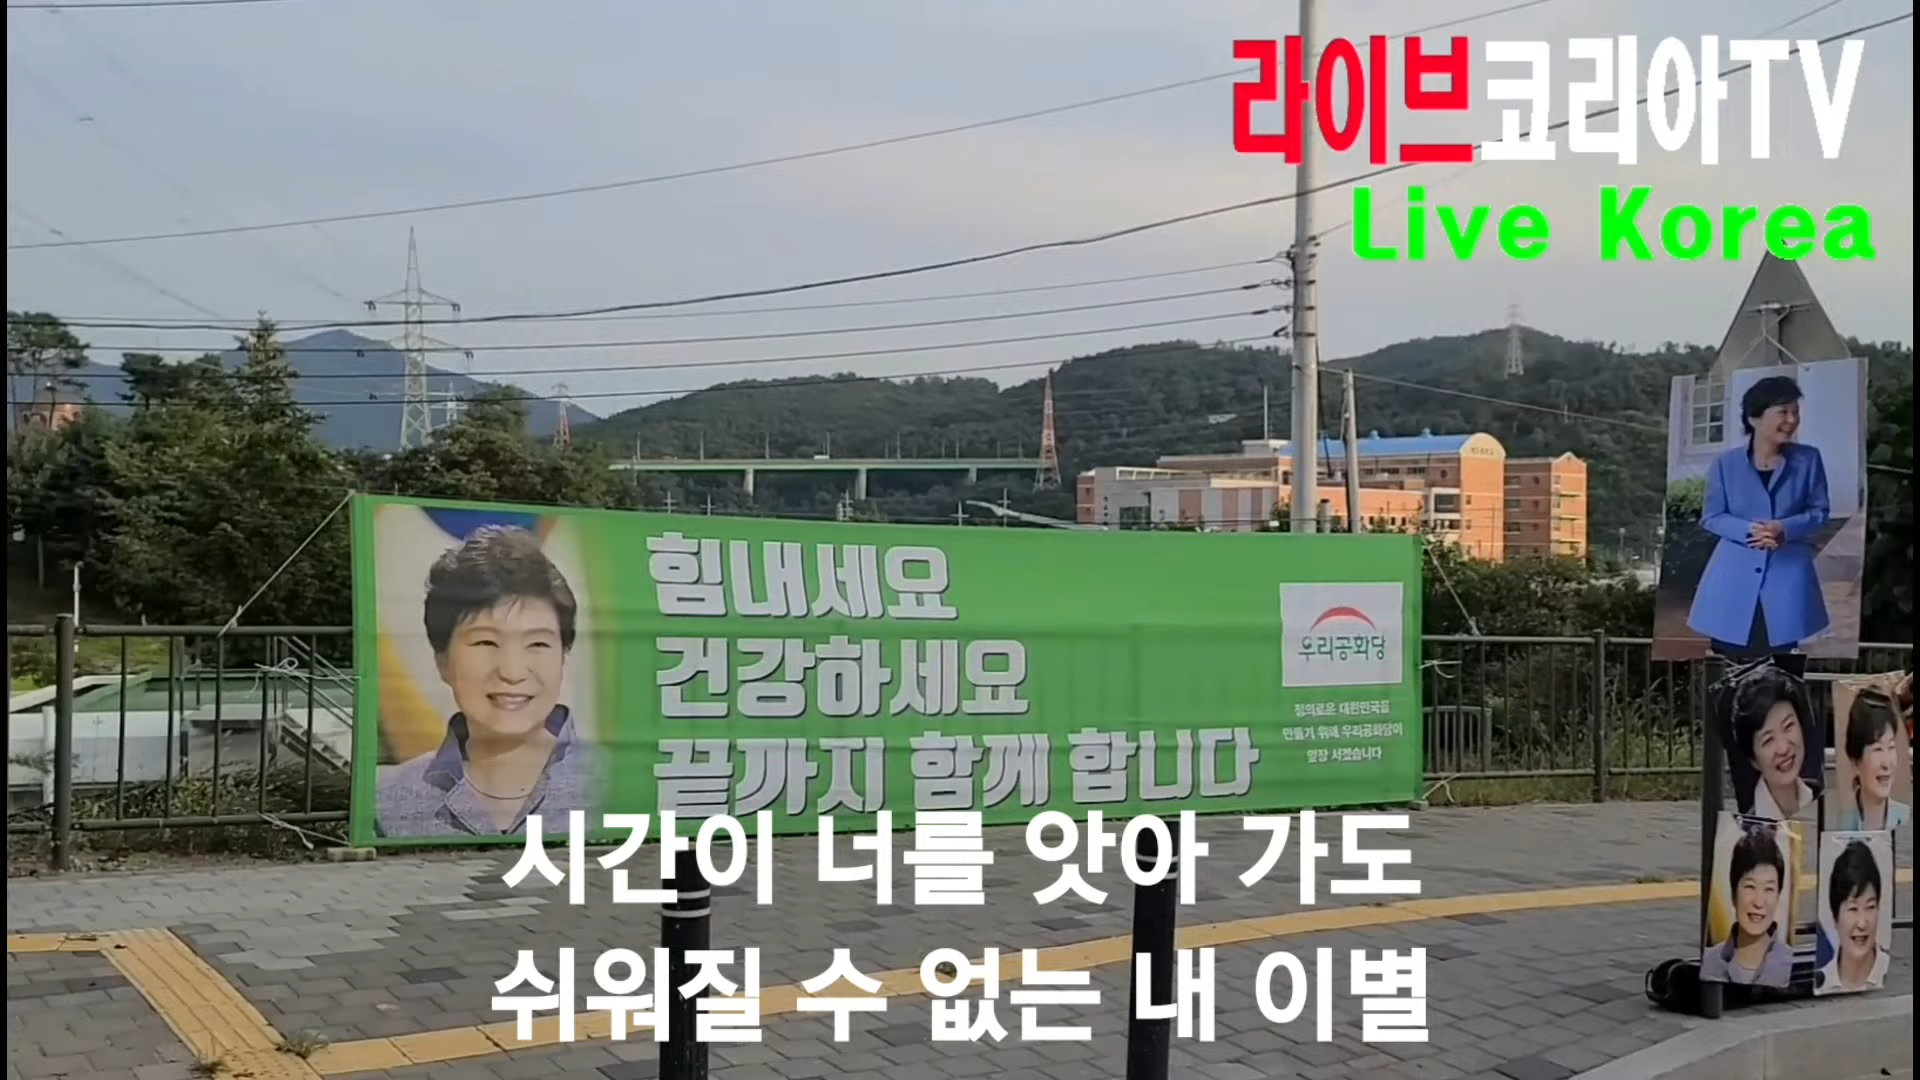 라이브코리아TV
Live Korea
힘내세요
건강하세요
끝까지 함께 합니다
우리공화당
정의로운 대한민국을
만들기 위해 우리공화당이
앞장 서겠습니다
시간이 너를 앗아 가도
쉬워질 수 없는 내 이별